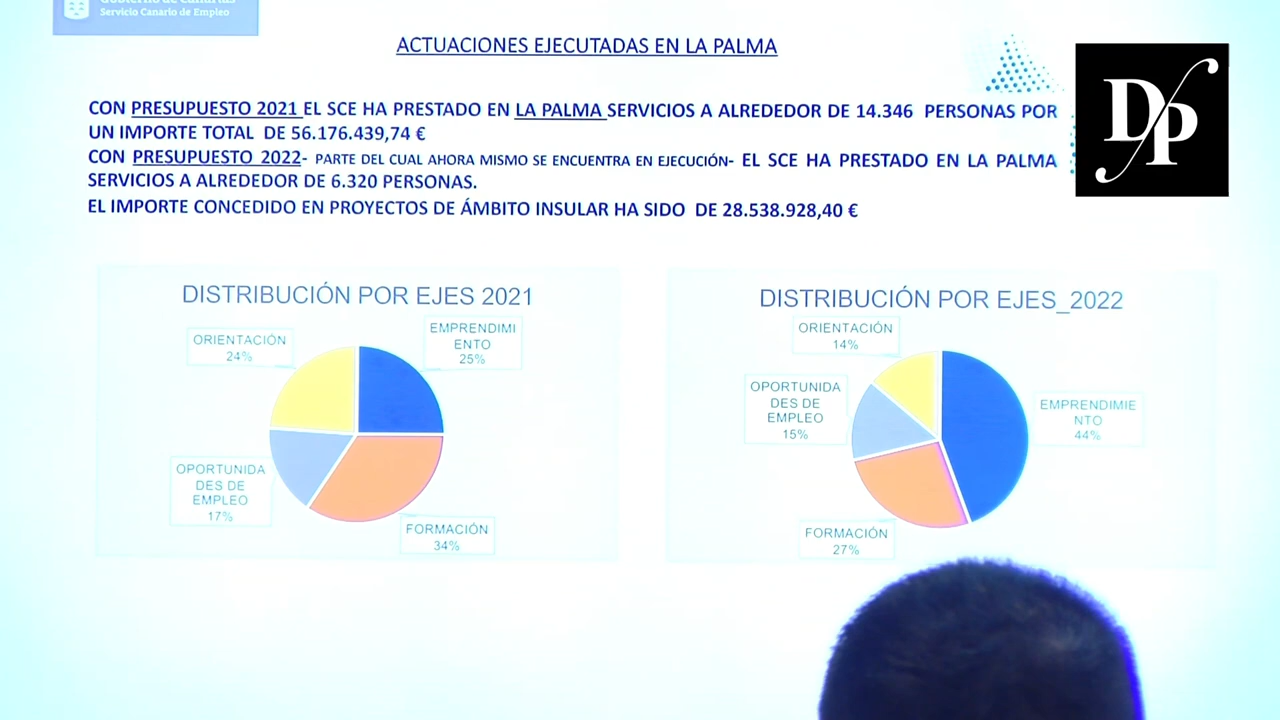 Gobierno de Canarias
Servicio Canario de Empleo
ACTUACIONES EJECUTADAS EN LA PALMA
CON PRESUPUESTO 2021 EL SCE HA PRESTADO EN LA PALMA SERVICIOS A ALREDEDOR DE 14.346 PERSONAS POR
UN IMPORTE TOTAL DE 56.176.439,74 €
CON PRESUPUESTO 2022- PARTE DEL CUAL AHORA MISMO SE ENCUENTRA EN EJECUCIÓN- EL SCE HA PRESTADO EN LA PALMA
SERVICIOS A ALREDEDOR DE 6.320 PERSONAS.
EL IMPORTE CONCEDIDO EN PROYECTOS DE ÁMBITO INSULAR HA SIDO DE 28.538.928,40 €
DP
DISTRIBUCIÓN POR EJES 2021
ORIENTACIÓN
24%
EMPRENDIMI
ENTO
25%
OPORTUNIDA
DES DE
EMPLEO
17%
FORMACIÓN
34%
DISTRIBUCIÓN POR EJES_2022
ORIENTACIÓN
14%
OPORTUNIDA
DES DE
EMPLEO
15%
EMPRENDIMIE
NTO
44%
FORMACIÓN
27%